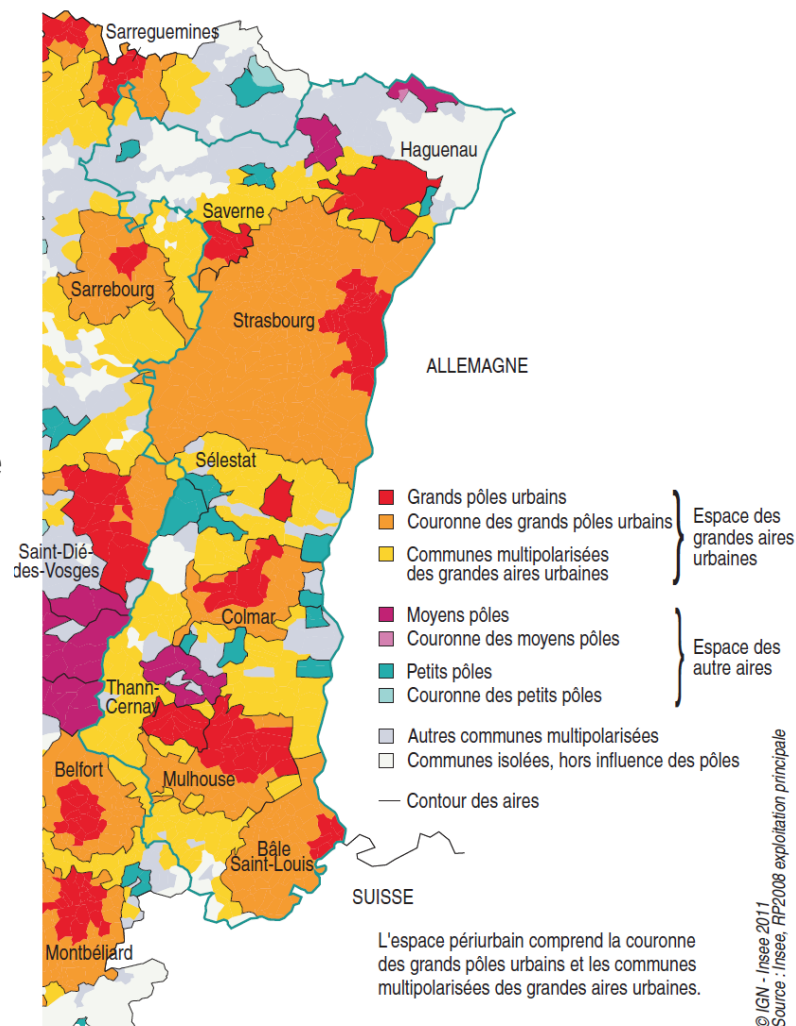 Sarreguemines
Haguenau
Saverne
Sarrebourg
Strasbourg
ALLEMAGNE
Sélestat
Saint-Dié-
des-Vosges
Colmar
Thann-
Cernay
Belfort
Mulhouse
Bâle
Saint-Louis
SUISSE
Montbéliard
Grands pôles urbains
Couronne des grands pôles urbains
Communes multipolarisées
des grandes aires urbaines
Espace des
grandes aires
urbaines
Moyens pôles
Couronne des moyens pôles
Petits pôles
Couronne des petits pôles
Espace des
autre aires
Autres communes multipolarisées
Communes isolées, hors influence des pôles
Contour des aires
L'espace périurbain comprend la couronne
des grands pôles urbains et les communes
multipolarisées des grandes aires urbaines.
© IGN - Insee 2011
Source : Insee, RP2008 exploitation principale